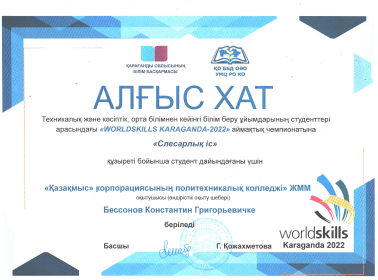 ҚАРАҒАНДЫ ОБЛЫСЫНЫҢ
БІЛІМ БАСҚАРМАСЫ
ҚО ББД ОӘО
УМЦ РО КО
АЛҒЫС ХАТ
Техникалық және кәсіптік, орта білімнен кейінгі білім беру ұйымдарының студенттері
арасындағы «WORLDSKILLS KARAGANDA-2022» аймақтық чемпионатына
«Слесарлық іс»
құзыреті бойынша студент дайындағаны үшін
«Қазақмыс» корпорациясының политехникалық колледжі» ЖММ
оқытушысы (өндірістік оқыту шебері)
Бессонов Константин Григорьевичке
беріледі
Басшы Г. Қожахметова
worldskills
Karaganda 2022